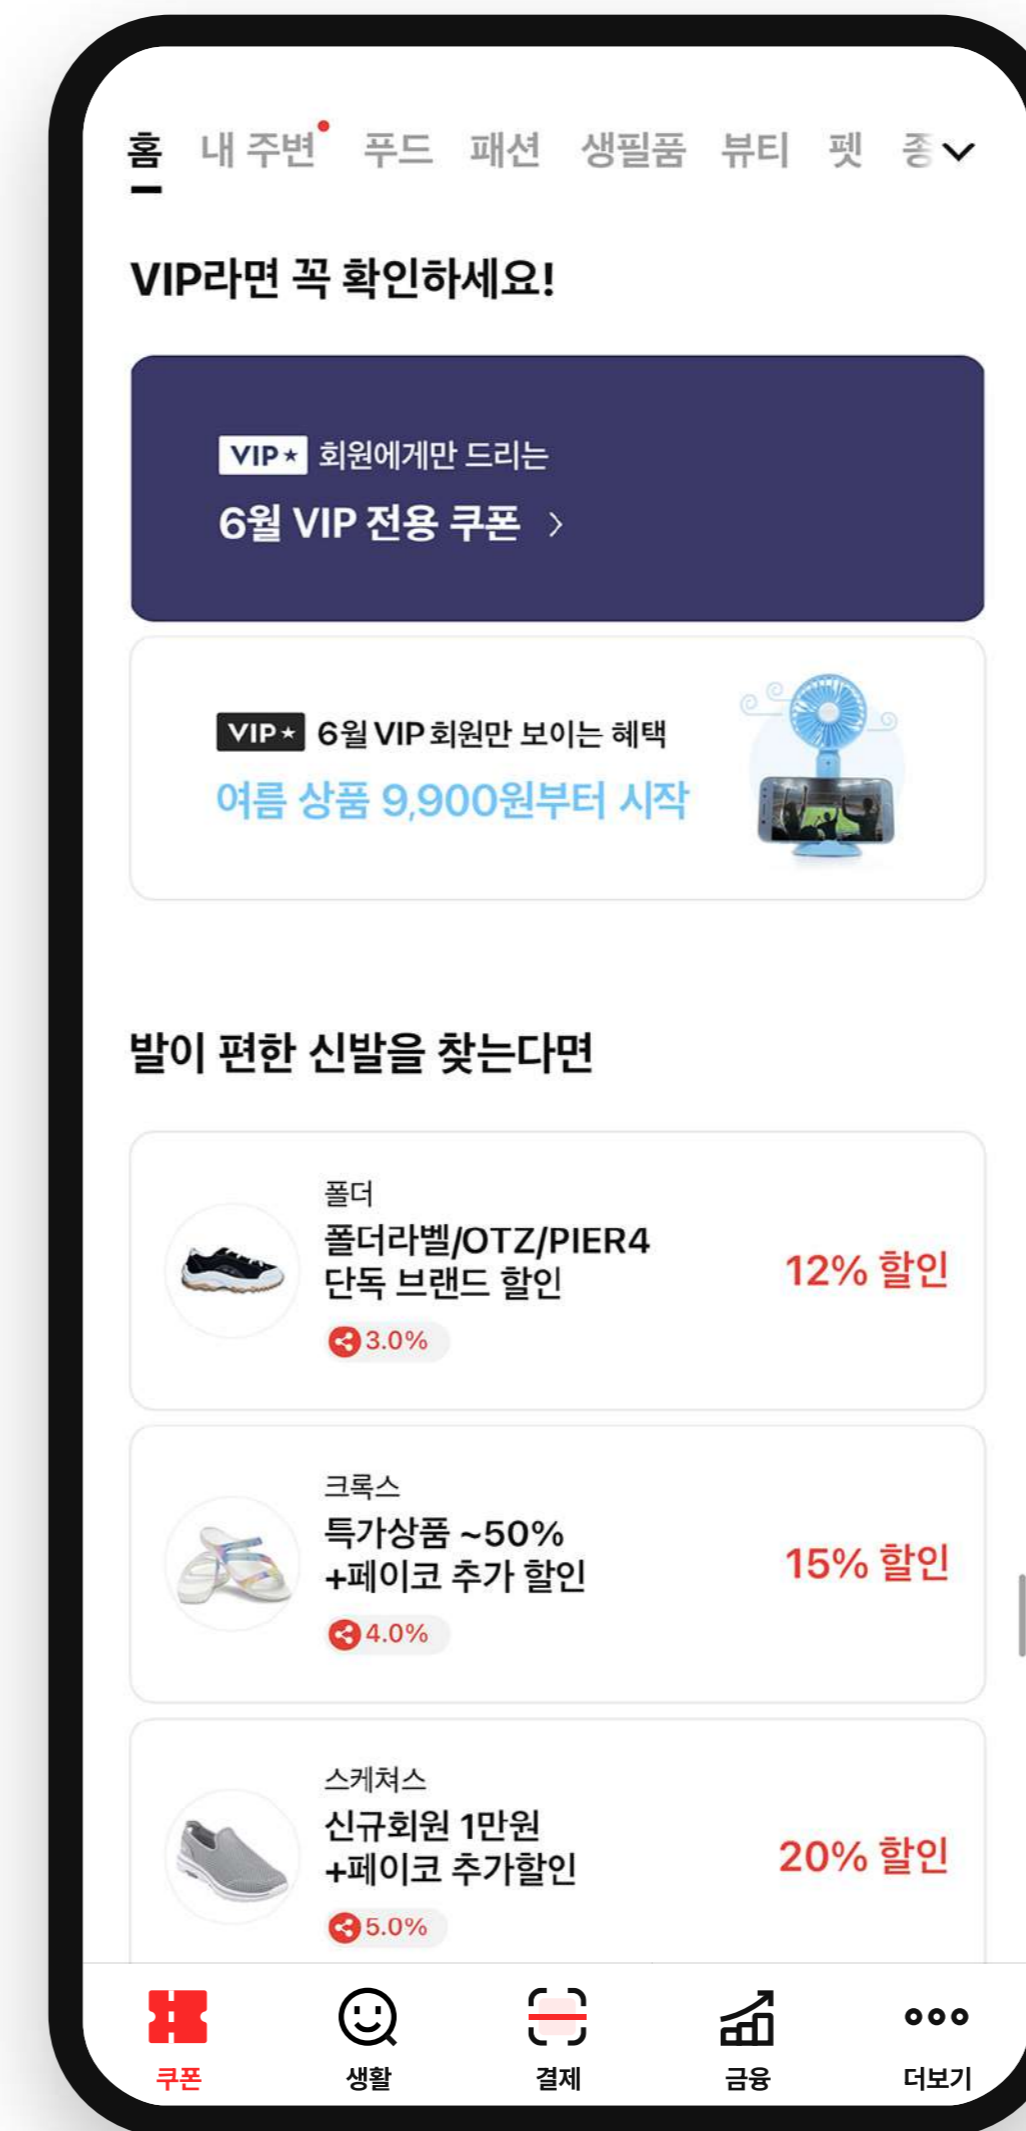 홈 내 주변 푸드 패션 생필품 뷰티 펫
VIP라면 꼭 확인하세요!
VIP★ 회원에게만 드리는
6월 VIP 전용 쿠폰 >
VIP★ 6월 VIP 회원만 보이는 혜택
여름 상품 9,900원부터 시작
발이 편한 신발을 찾는다면
폴더
폴더라벨/OTZ/PIER4
단독 브랜드 할인
12% 할인
3.0%
크록스
특가상품 ~50%
+페이코 추가 할인
15% 할인
4.0%
스케쳐스
신규회원 1만원
+페이코 추가할인
20% 할인
5.0%
쿠폰 생활 결제 금융 더보기